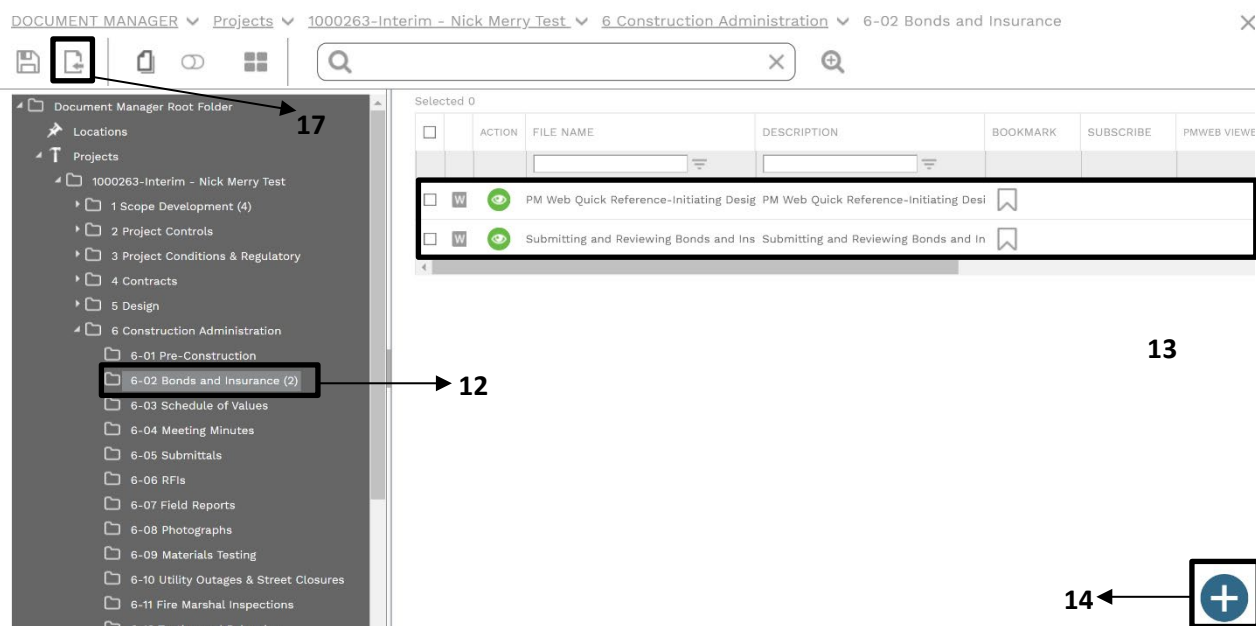 DOCUMENT MANAGER Projects 1000263-Interim - Nick Merry Test 6 Construction Administration 6-02 Bonds and Insurance
17
Document Manager Root Folder
Locations
Projects
1000263-Interim - Nick Merry Test
1 Scope Development (4)
2 Project Controls
3 Project Conditions & Regulatory
4 Contracts
5 Design
6 Construction Administration
6-01 Pre-Construction
6-02 Bonds and Insurance (2)
12
6-03 Schedule of Values
6-04 Meeting Minutes
6-05 Submittals
6-06 RFIs
6-07 Field Reports
6-08 Photographs
6-09 Materials Testing
6-10 Utility Outages & Street Closures
6-11 Fire Marshal Inspections
Selected 0
ACTION FILE NAME DESCRIPTION BOOKMARK SUBSCRIBE PMWEB VIEWE
W PM Web Quick Reference-Initiating Desig PM Web Quick Reference-Initiating Desi
W Submitting and Reviewing Bonds and Ins Submitting and Reviewing Bonds and In
13
14